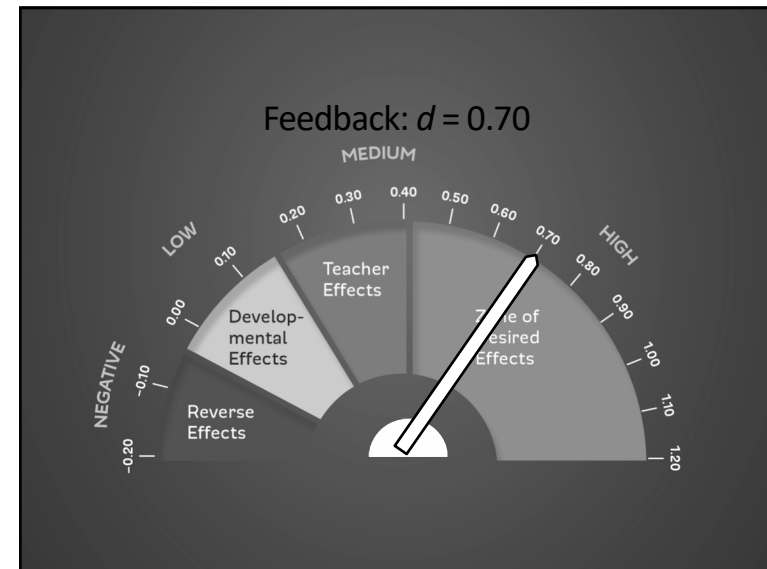 Feedback: d = 0.70
MEDIUM
LOW
HIGH
NEGATIVE
-0.20
-0.10
0.00
0.10
0.20
0.30
0.40
0.50
0.60
0.70
0.80
0.90
1.00
1.10
1.20
Reverse
Effects
Develop-
mental
Effects
Teacher
Effects
of
Effects